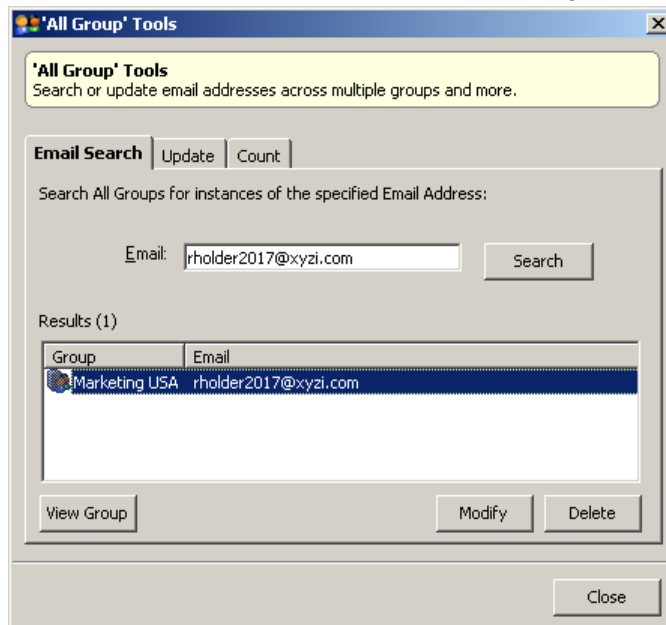 'All Group' Tools
'All Group' Tools
Search or update email addresses across multiple groups and more.
Email Search Update Count
Search All Groups for instances of the specified Email Address:
Email: rholder2017@xyzi.com Search
Results (1)
Group Email
Marketing USA rholder2017@xyzi.com
View Group Modify Delete
Close